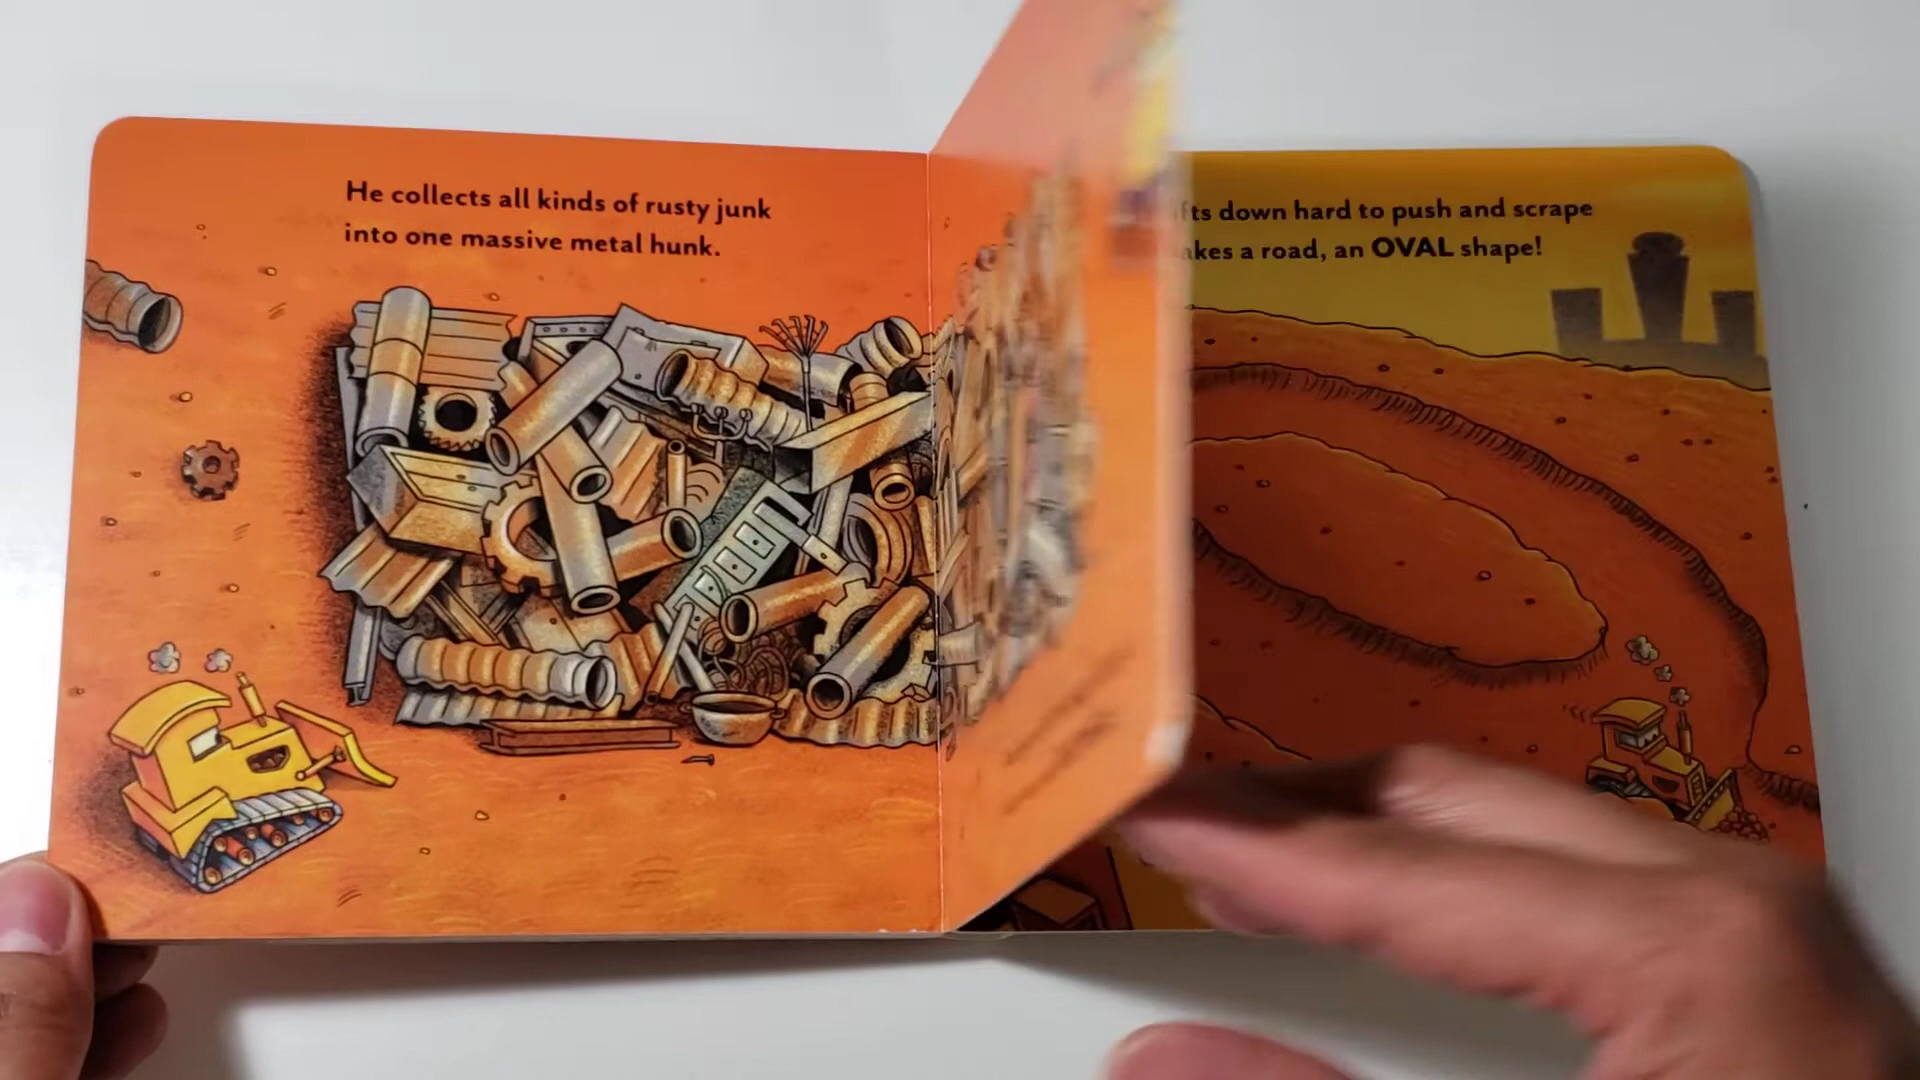 He collects all kinds of rusty junk
into one massive metal hunk.
down hard to push and scrape
a road, an OVAL shape!